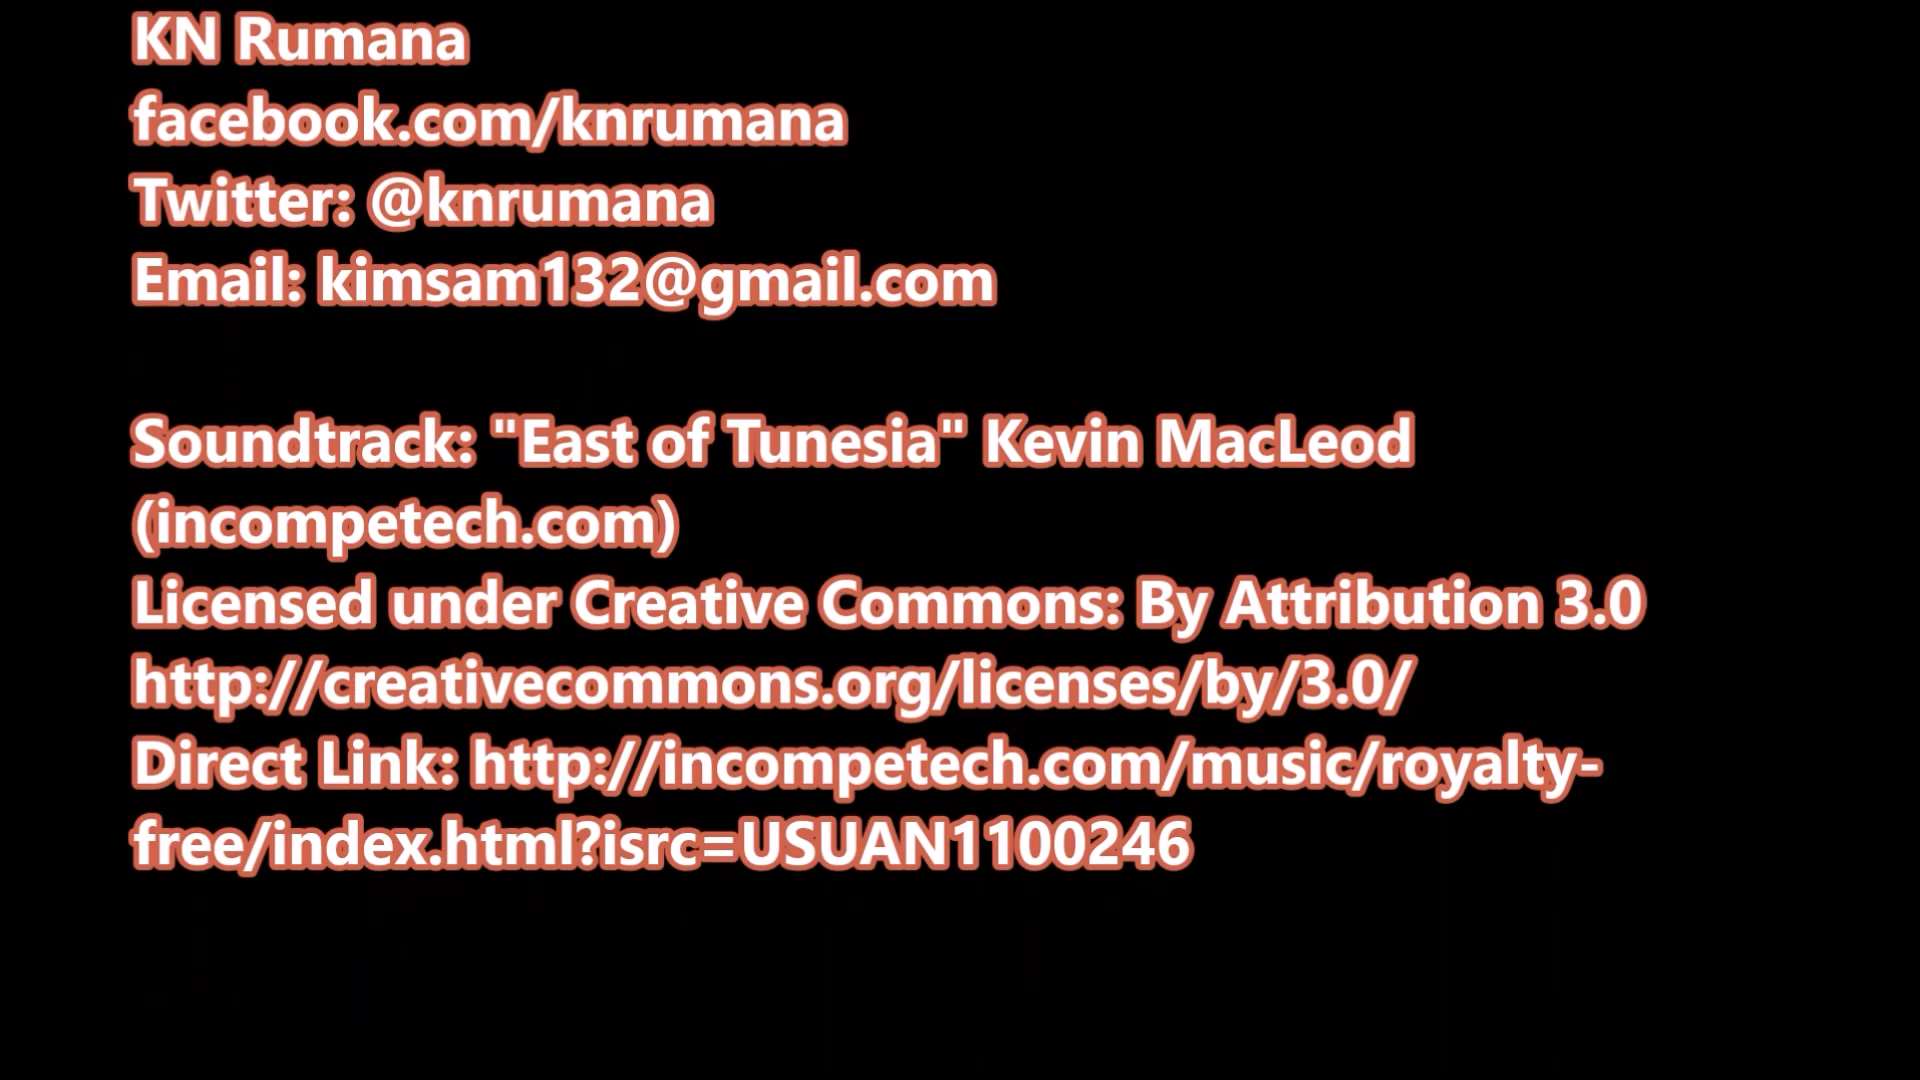 KN Rumana
facebook.com/knrumana
Twitter: @knrumana
Email: kimsam132@gmail.com
Soundtrack: "East of Tunesia" Kevin MacLeod
(incompetech.com)
Licensed under Creative Commons: By Attribution 3.0
http://creativecommons.org/licenses/by/3.0/
Direct Link: http://incompetech.com/music/royalty-
free/index.html?isrc=USUAN1100246